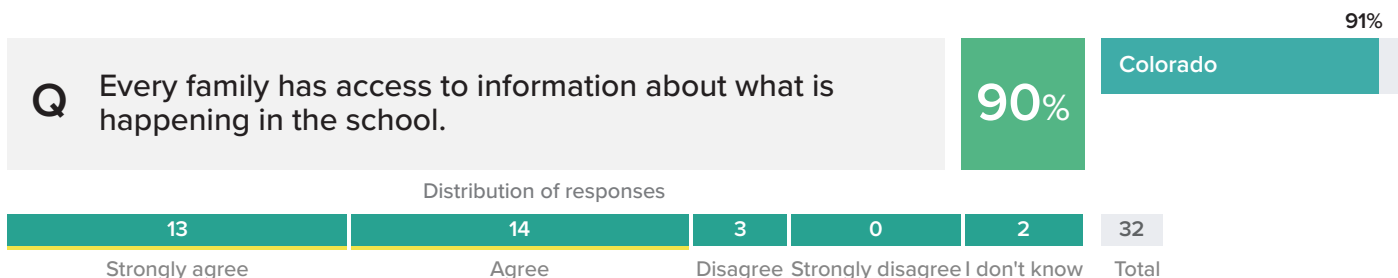 91%
Q
Every family has access to information about what is
happening in the school.
90%
Colorado
Distribution of responses
13 14 3 0 2 32
Strongly agree Agree Disagree Strongly disagree I don't know Total